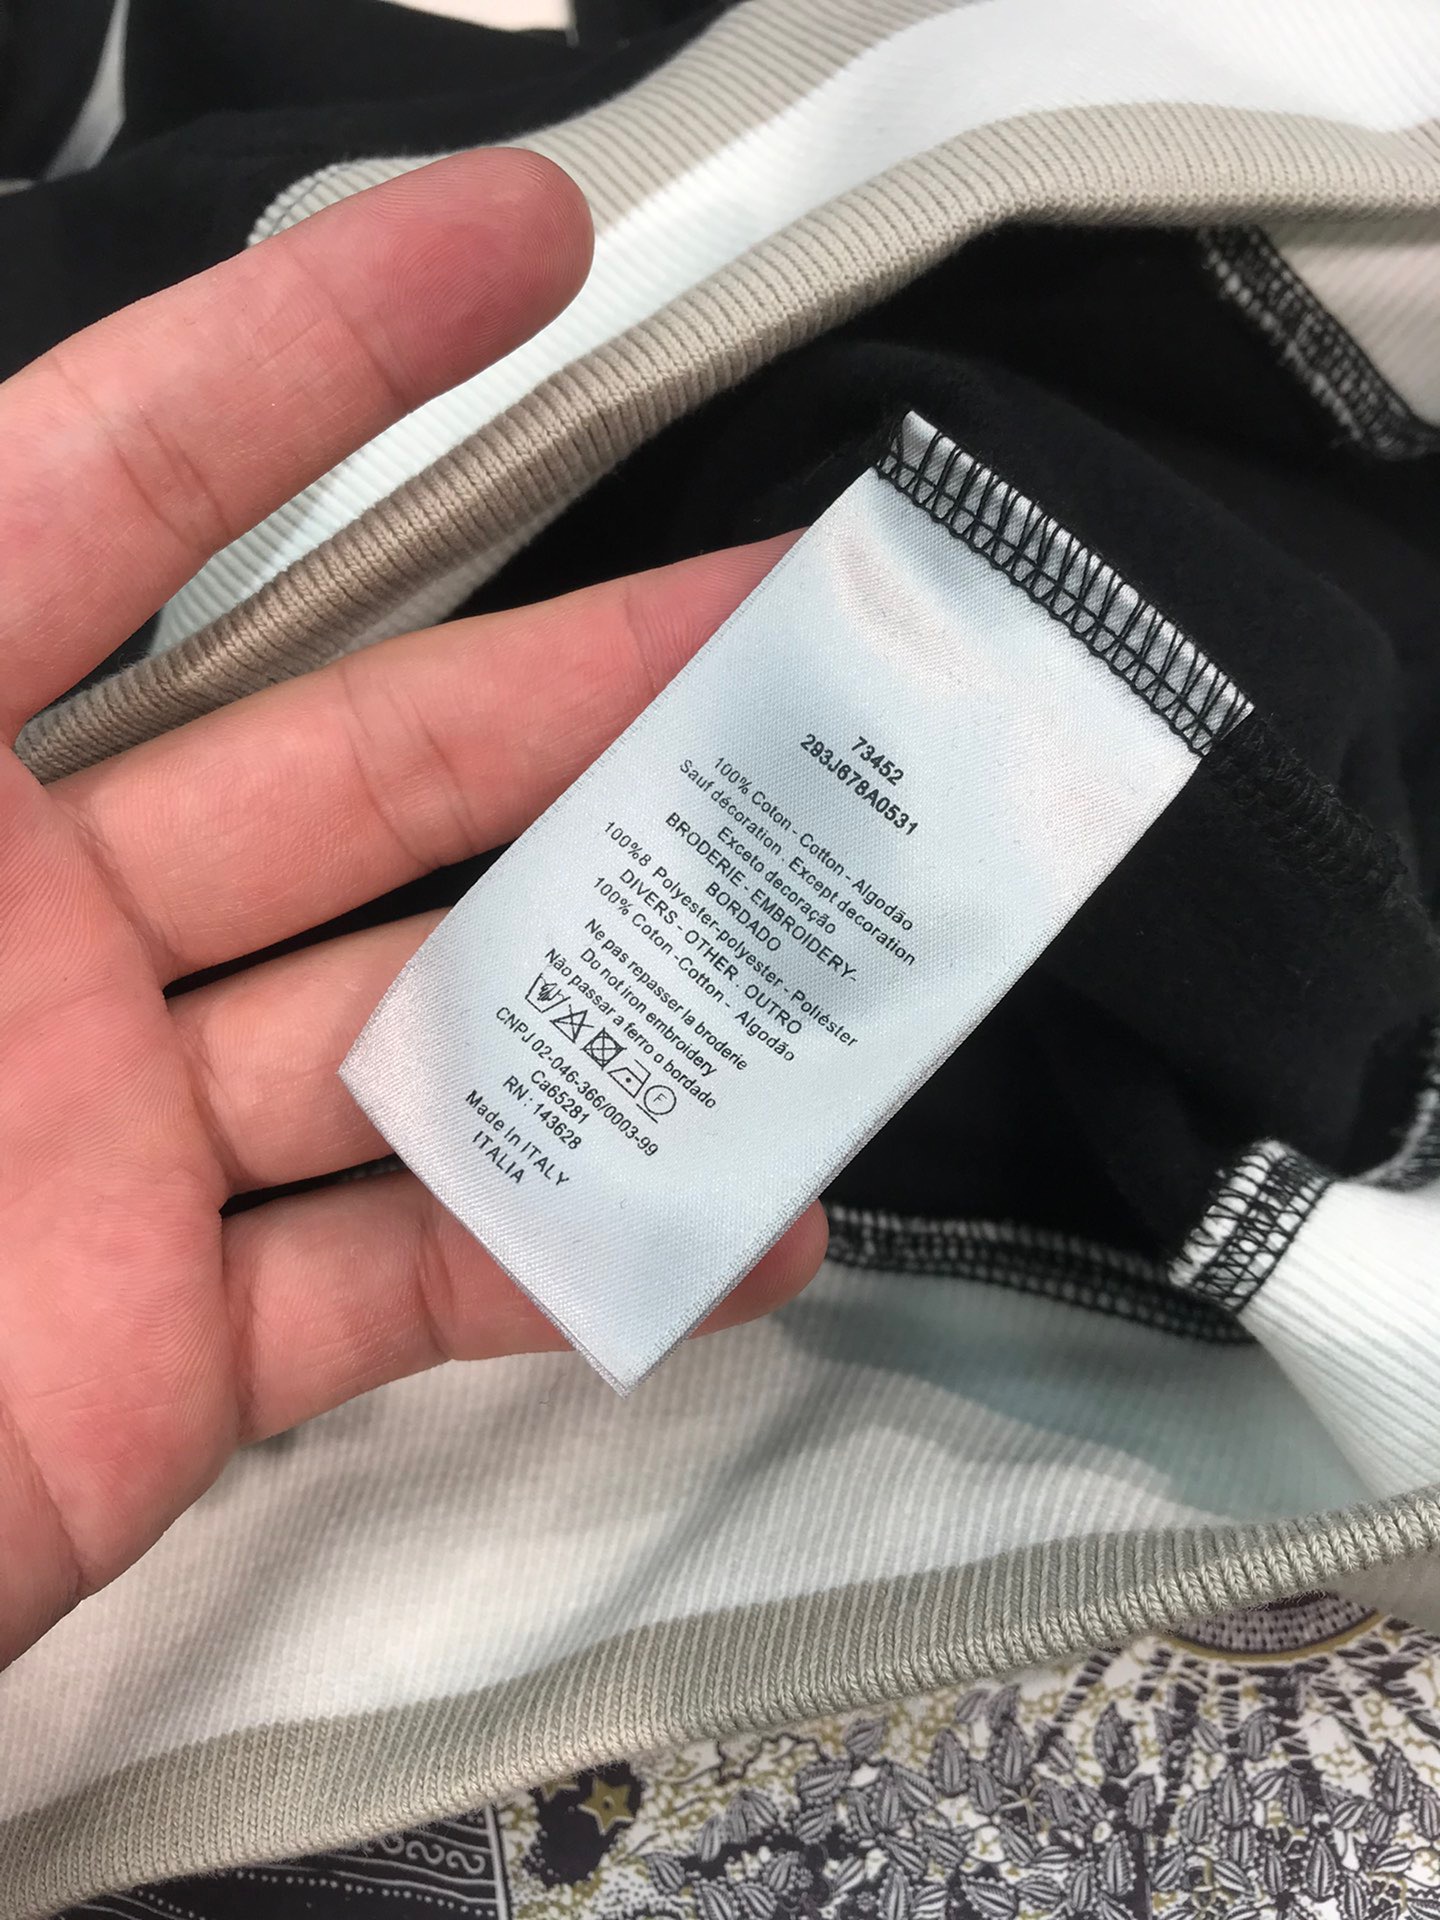 73452
293J678A0531
100% Coton - Cotton - Algodão
Sauf décoration . Except decoration
Exceto decoração
BRODERIE - EMBROIDERY-
BORDADO
100%8 Polyester-polyester - Poliéster
DIVERS - OTHER . OUTRO
100% Coton -Cotton - Algodão
Ne pas repasser la broderie
Do not iron embroidery
Não passar a ferro o bordado
F
CNPJ 02-046-366/0003-99
Ca65281
RN : 143628
Made In ITALY
ITALIA